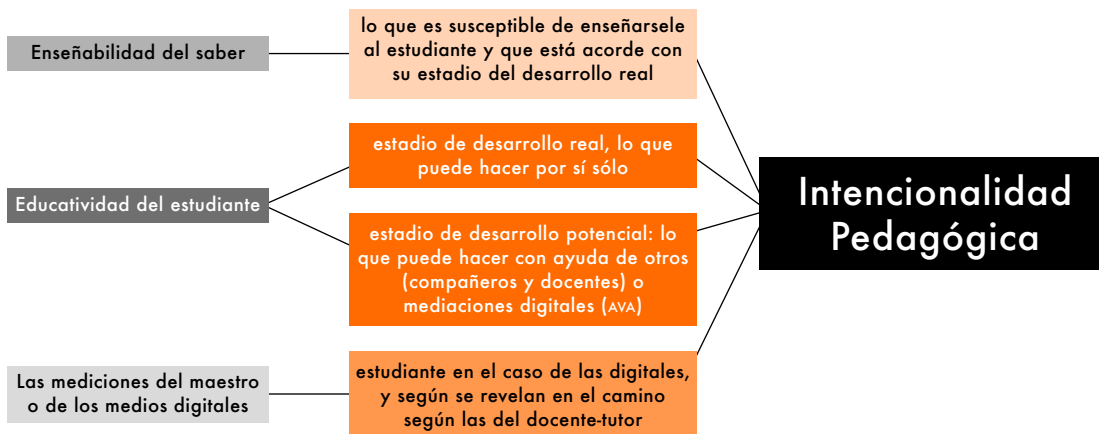 Enseñabilidad del saber
lo que es susceptible de enseñarsele
al estudiante y que está acorde con
su estadio del desarrollo real
Educatividad del estudiante
estadio de desarrollo real, lo que
puede hacer por sí sólo
estadio de desarrollo potencial: lo
que puede hacer con ayuda de otros
(compañeros y docentes) o
mediaciones digitales (AVA)
Las mediciones del maestro
o de los medios digitales
estudiante en el caso de las digitales,
y según se revelan en el camino
según las del docente-tutor
Intencionalidad
Pedagógica